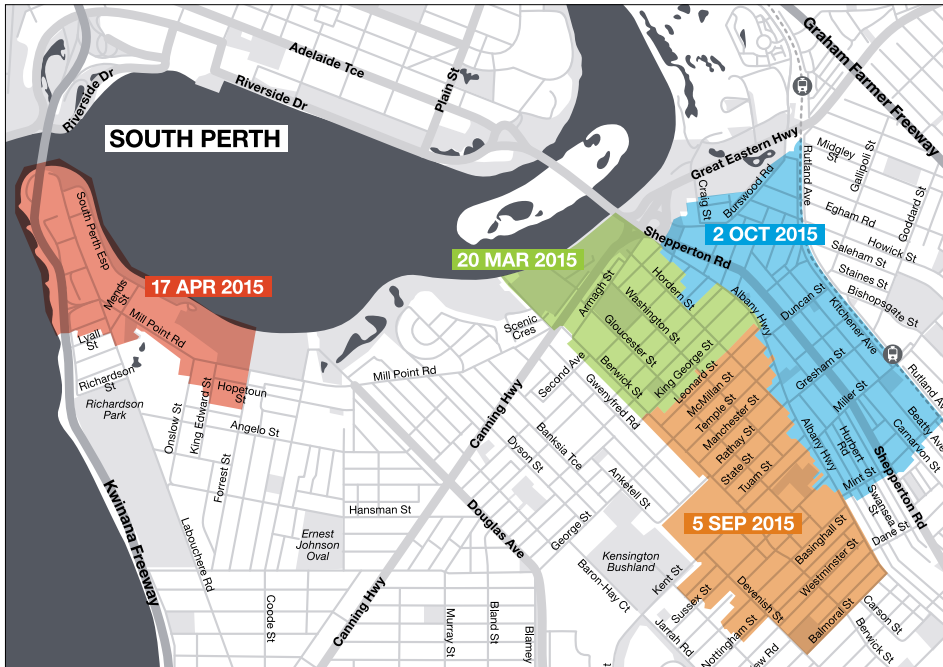 Adelaide Tce
Riverside Dr
Riverside Dr
Plain St
Graham Farmer Freeway
SOUTH PERTH
Great Eastern Hwy
Midgley
St
Gallipoli St
Goddard St
Rutland Ave
Craig St
Burswood Rd
Egham Rd
Howick St
Saleham St
Staines St
Bishopsgate St
South Perth Esp
Shepperton Rd
2 OCT 2015
20 MAR 2015
17 APR 2015
Mends
St
Mill Point Rd
Lyall
St
Richardson
St
Richardson
Park
Hopetoun
St
King Edward St
Onslow St
Angelo St
Forrest St
Mill Point Rd
Scenic
Cres
Armagh St
Hordern St
Washington St
Gloucester St
Berwick St
King George St
Leonard St
Albany Hwy
Duncan St
Kitchener Ave
Rutland Av
Second Ave
Gwenyfred Rd
Canning Hwy
McMillan St
Temple St
Manchester St
Rathay St
State St
Tuam St
Gresham St
Miller St
Hurbert
Rd
Albany Hwy
Mint St
Shepperton Rd
Beatty Ave
Carnarvon St
Swansea
St
Dane St
Banksia Tce
Dyson St
Anketell St
George St
Hansman St
Douglas Ave
Ernest
Johnson
Oval
Kwinana Freeway
Labouchere Rd
Coode St
Canning Hwy
Murray St
Bland St
Blamey
5 SEP 2015
Kensington
Bushland
Kent St
Baron-Hay Ct
Sussex St
Jarrah Rd
Nottingham St
Devenish St
Basinghall St
Westminster St
Balmoral St
Carson St
Berwick St
ew Rd